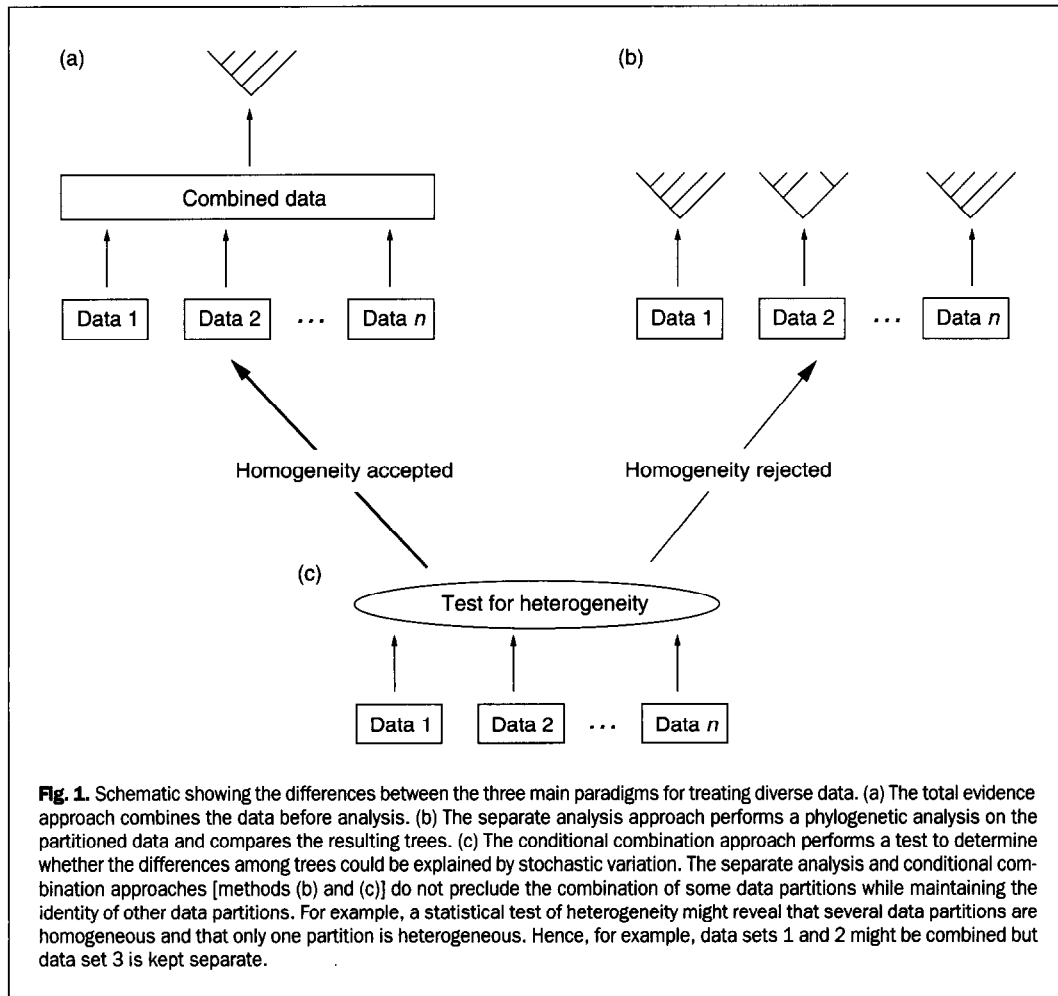 (a)
(b)
Combined data
Data 1 Data 2 ... Data n
Data 1 Data 2 ... Data n
Homogeneity accepted
Homogeneity rejected
(c)
Test for heterogeneity
Data 1 Data 2 ... Data n
Fig. 1. Schematic showing the differences between the three main paradigms for treating diverse data. (a) The total evidence
approach combines the data before analysis. (b) The separate analysis approach performs a phylogenetic analysis on the
partitioned data and compares the resulting trees. (c) The conditional combination approach performs a test to determine
whether the differences among trees could be explained by stochastic variation. The separate analysis and conditional com-
bination approaches [methods (b) and (c)] do not preclude the combination of some data partitions while maintaining the
identity of other data partitions. For example, a statistical test of heterogeneity might reveal that several data partitions are
homogeneous and that only one partition is heterogeneous. Hence, for example, data sets 1 and 2 might be combined but
data set 3 is kept separate.